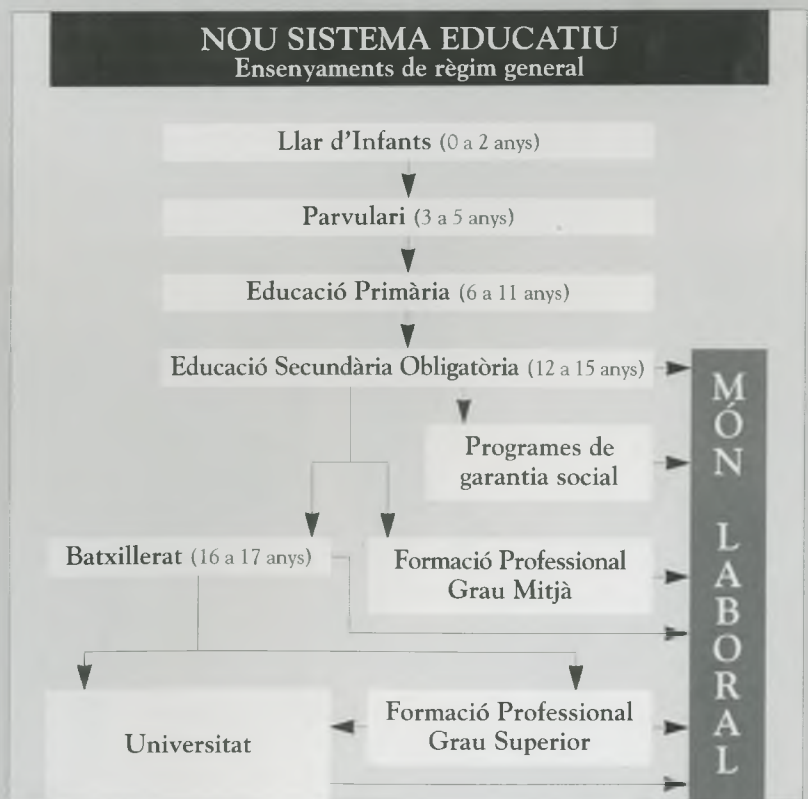 NOU SISTEMA EDUCATIU
Ensenyaments de règim general
Llar d'Infants (0 a 2 anys)
Parvulari (3 a 5 anys)
Educació Primària (6 a 11 anys)
Educació Secundària Obligatòria (12 a 15 anys)
Programes de
garantia social
Batxillerat (16 a 17 anys)
Formació Professional
Grau Mitjà
Universitat
Formació Professional
Grau Superior
MÓN LABORAL